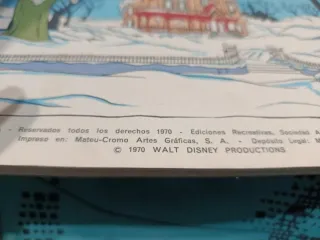 - Reservados todos los derechos 1970 - Ediciones Recreativas, Sociedad A
Impreso en: Mateu-Cromo Artes Gráficas, S. A. - Depósito Legal: M
© 1970 WALT DISNEY PRODUCTIONS